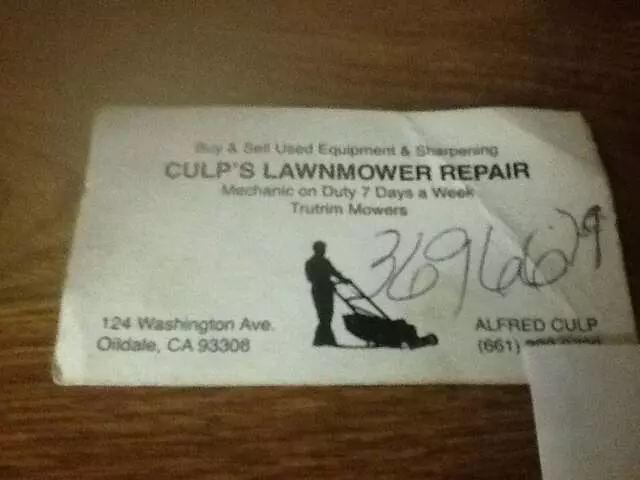 Buy & Sell Used Equipment & Sharpening
CULP'S LAWNMOWER REPAIR
Mechanic on Duty 7 Days a Week
Trutrim Mowers
3696629
124 Washington Ave.
Oildale, CA 93308
ALFRED CULP
(661)